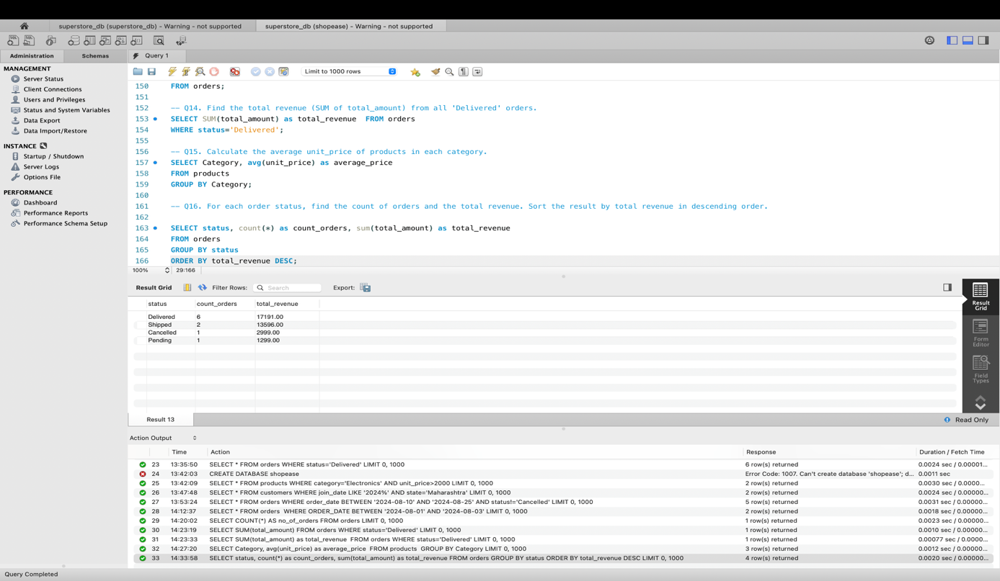 superstore_db (superstore_db) - Warning - not supported
superstore_db (shopease) - Warning - not supported
Administration
Schemas
Query 1
MANAGEMENT
Server Status
Client Connections
Users and Privileges
Status and System Variables
Data Export
Data Import/Restore
INSTANCE
Startup / Shutdown
Server Logs
Options File
PERFORMANCE
Dashboard
Performance Reports
Performance Schema Setup
Limit to 1000 rows
150 FROM orders;
151
152 -- Q14. Find the total revenue (SUM of total_amount) from all 'Delivered' orders.
153 SELECT SUM(total_amount) as total_revenue  FROM orders
154 WHERE status='Delivered';
155
156 -- Q15. Calculate the average unit_price of products in each category.
157 SELECT Category, avg(unit_price) as average_price
158 FROM products
159 GROUP BY Category;
160
161 -- Q16. For each order status, find the count of orders and the total revenue. Sort the result by total revenue in descending order.
162
163 SELECT status, count(*) as count_orders, sum(total_amount) as total_revenue
164 FROM orders
165 GROUP BY status
166 ORDER BY total_revenue DESC;
100% 29:166
Result Grid Filter Rows: Search Export:
status count_orders total_revenue
Delivered 6 17191.00
Shipped 2 13596.00
Cancelled 1 2999.00
Pending 1 1299.00
Result Grid
Form Editor
Field Types
Result 13
Read Only
Action Output
Time Action Response Duration / Fetch Time
23 13:35:50 SELECT * FROM orders WHERE status='Delivered' LIMIT 0, 1000 6 row(s) returned 0.0024 sec / 0.00001...
24 13:42:03 CREATE DATABASE shopease Error Code: 1007. Can't create database 'shopease'; d... 0.0011 sec
25 13:42:09 SELECT * FROM products WHERE category='Electronics' AND unit_price>2000 LIMIT 0, 1000 2 row(s) returned 0.0030 sec / 0.0000...
26 13:47:48 SELECT * FROM customers WHERE join_date LIKE '2024%' AND state='Maharashtra' LIMIT 0, 1000 2 row(s) returned 0.0024 sec / 0.00000...
27 13:53:24 SELECT * FROM orders WHERE order_date BETWEEN '2024-08-10' AND '2024-08-25' AND status!='Cancelled' LIMIT 0, 1000 5 row(s) returned 0.0031 sec / 0.00000...
28 14:12:37 SELECT * FROM orders  WHERE ORDER_DATE BETWEEN '2024-08-01' AND '2024-08-03' LIMIT 0, 1000 2 row(s) returned 0.0018 sec / 0.00000...
29 14:20:02 SELECT COUNT(*) AS no_of_orders FROM orders LIMIT 0, 1000 1 row(s) returned 0.0023 sec / 0.00000...
30 14:23:19 SELECT SUM(total_amount) FROM orders WHERE status='Delivered' LIMIT 0, 1000 1 row(s) returned 0.0010 sec / 0.00000...
31 14:23:33 SELECT SUM(total_amount) as total_revenue  FROM orders WHERE status='Delivered' LIMIT 0, 1000 1 row(s) returned 0.00077 sec / 0.0000...
32 14:27:20 SELECT Category, avg(unit_price) as average_price  FROM products  GROUP BY Category LIMIT 0, 1000 3 row(s) returned 0.0012 sec / 0.00000...
33 14:33:58 SELECT status, count(*) as count_orders, sum(total_amount) as total_revenue FROM orders GROUP BY status ORDER BY total_revenue DESC LIMIT 0, 1000 4 row(s) returned 0.0020 sec / 0.00000...
Query Completed